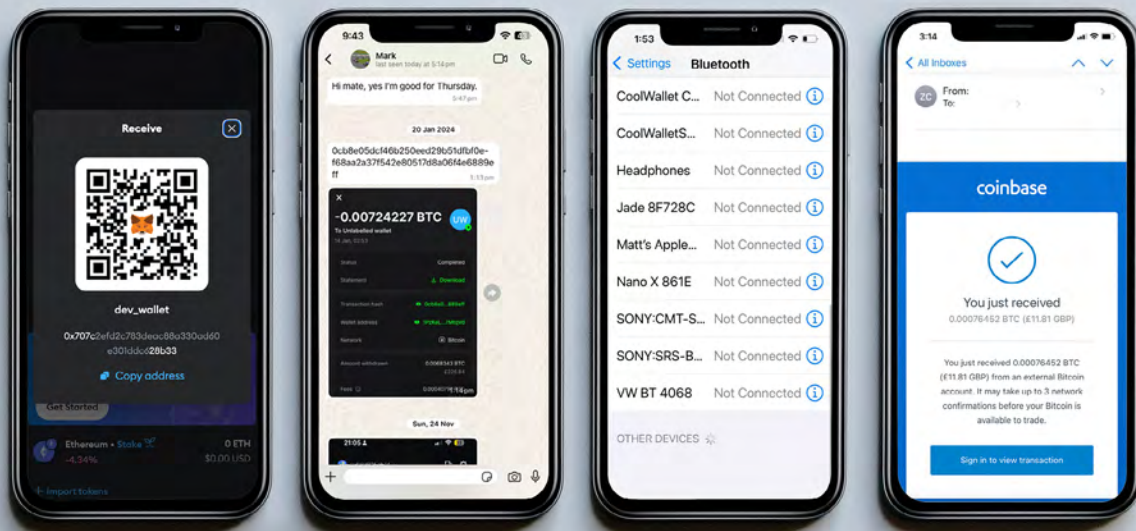 Receive
dev_wallet
0x707c2efd2c783deac88a330ad60
e301ddc628b33
Copy address
Get Started
Ethereum • Stake
0 ETH
-4.24%
$0.00 USD
+ Import tokens
9:43
Mark
last seen today at 5:14pm
Hi mate, yes I'm good for Thursday.
5:47pm
20 Jan 2024
0cb8e05dcf46b250eed29b51dfbf0e-
f68aa2a37f542e80517d8a06f4e6889e
ff
1:13pm
-0.00724227 BTC
UW
To Unlabelled wallet
Status
Completed
Statement
Download
Transaction hash
Wallet address
Network
Bitcoin
Amount withdrawn
Fees
1:14pm
Sun, 24 Nov
21:05
1:53
Settings
Bluetooth
CoolWallet C... Not Connected
CoolWalletS... Not Connected
Headphones Not Connected
Jade 8F728C Not Connected
Matt's Apple... Not Connected
Nano X 861E Not Connected
SONY:CMT-S... Not Connected
SONY:SRS-B... Not Connected
VW BT 4068 Not Connected
OTHER DEVICES
3:14
All Inboxes
ZC
From:
To:
coinbase
You just received
0.00076452 BTC (£11.81 GBP)
You just received 0.00076452 BTC
(£11.81 GBP) from an external Bitcoin
account. It may take up to 3 network
confirmations before your Bitcoin is
available to trade.
Sign in to view transaction